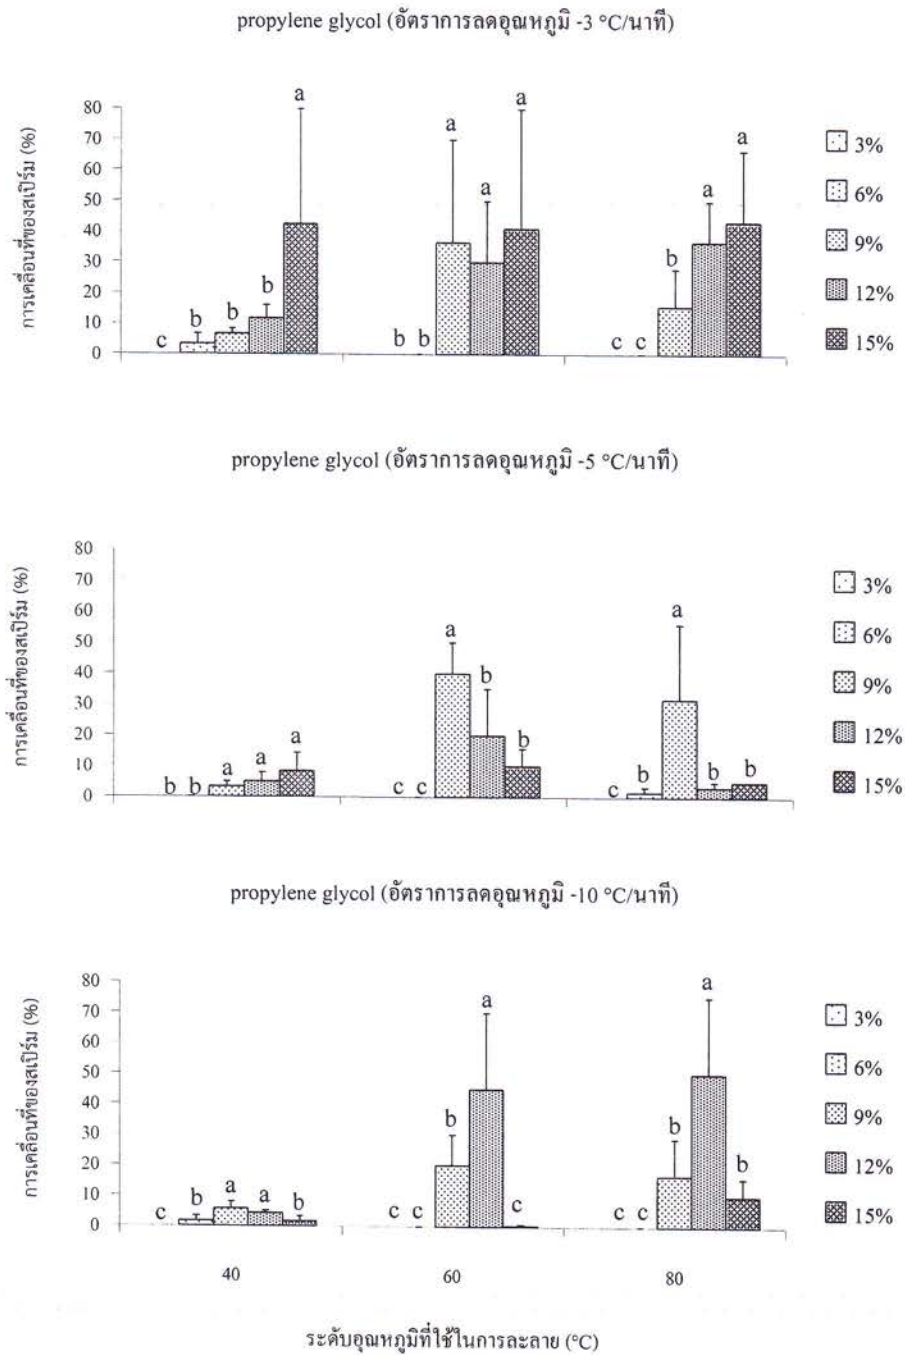 propylene glycol (อัตราการลดอุณหภูมิ -3 °C/นาที)
การเคลื่อนที่ของสเปิร์ม (%)
80
70
60
50
40
30
20
10
0
c b b b a
b b a a a
c c b a a
3%
6%
9%
12%
15%
propylene glycol (อัตราการลดอุณหภูมิ -5 °C/นาที)
การเคลื่อนที่ของสเปิร์ม (%)
80
70
60
50
40
30
20
10
0
b b a a a
c c a b b
c b a b b
3%
6%
9%
12%
15%
propylene glycol (อัตราการลดอุณหภูมิ -10 °C/นาที)
การเคลื่อนที่ของสเปิร์ม (%)
80
70
60
50
40
30
20
10
0
c b a a b
c c b a c
c c b a b
3%
6%
9%
12%
15%
40 60 80
ระดับอุณหภูมิที่ใช้ในการละลาย (°C)